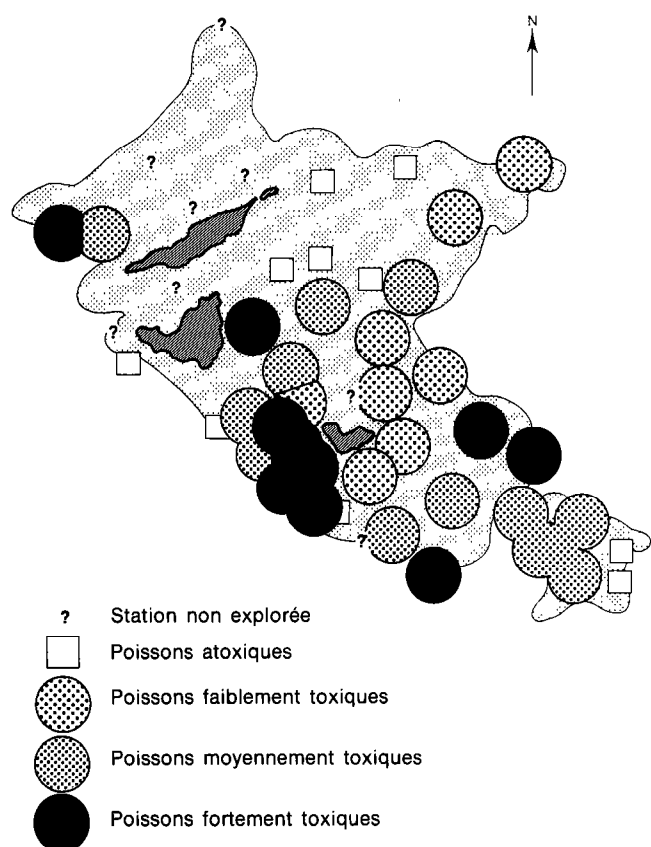 ?
N
?
?
?
?
?
?
?
? Station non explorée
Poissons atoxiques
Poissons faiblement toxiques
Poissons moyennement toxiques
Poissons fortement toxiques